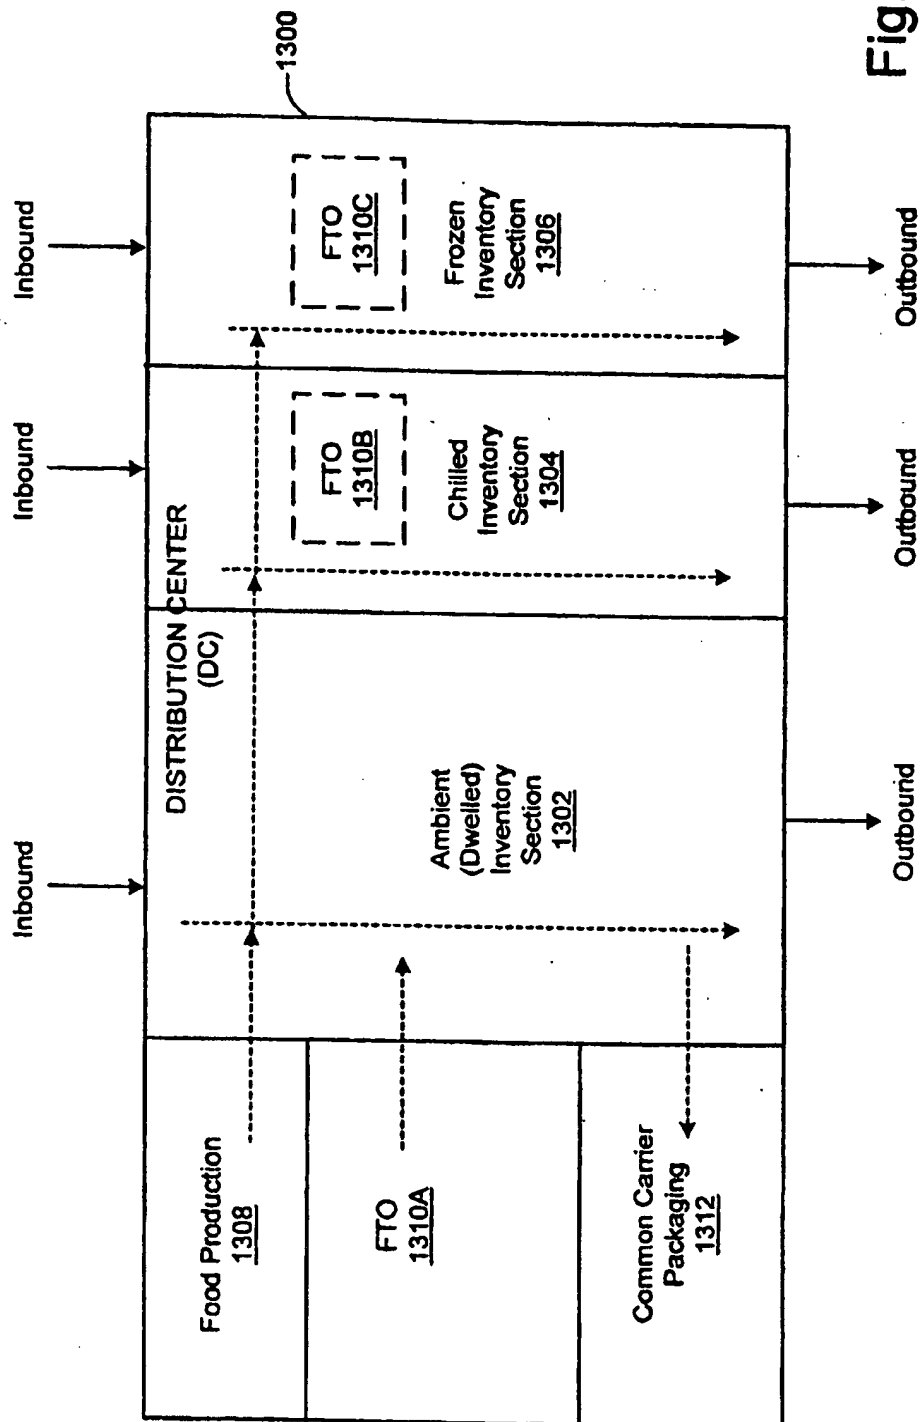 Inbound
Inbound
Inbound
1300
DISTRIBUTION CENTER
(DC)
Food Production
1308
FTO
1310A
Common Carrier
Packaging
1312
Ambient
(Dwelled)
Inventory
Section
1302
FTO
1310B
Chilled
Inventory
Section
1304
FTO
1310C
Frozen
Inventory
Section
1306
Outbound
Outbound
Outbound
Fig